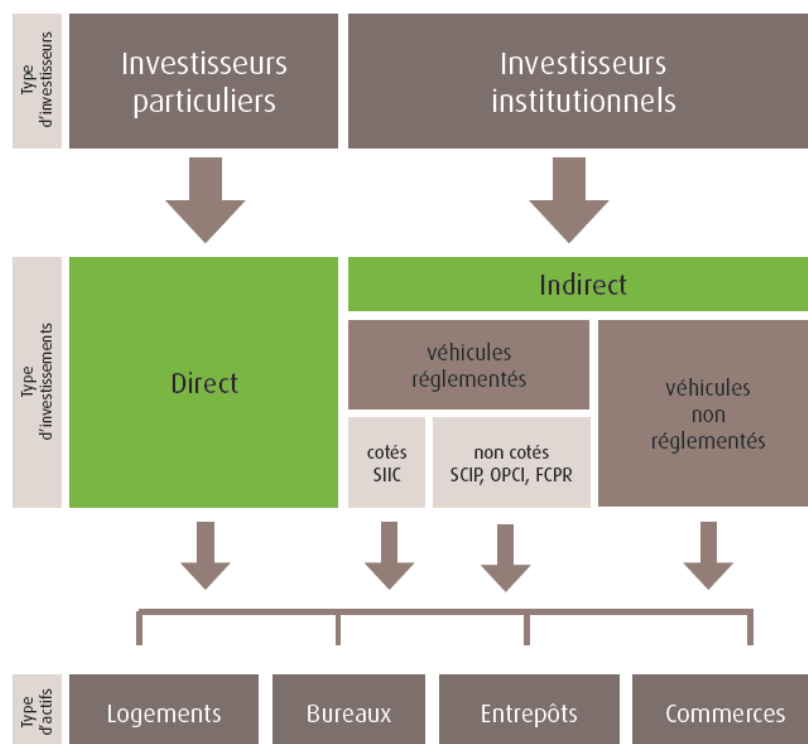 Type
d'investisseurs
Investisseurs
particuliers
Investisseurs
institutionnels
Type
d'investissements
Direct
Indirect
véhicules
réglementés
cotés
SIIC
non cotés
SCIP, OPCI, FCPR
véhicules
non
réglementés
Type
d'actifs
Logements
Bureaux
Entrepôts
Commerces